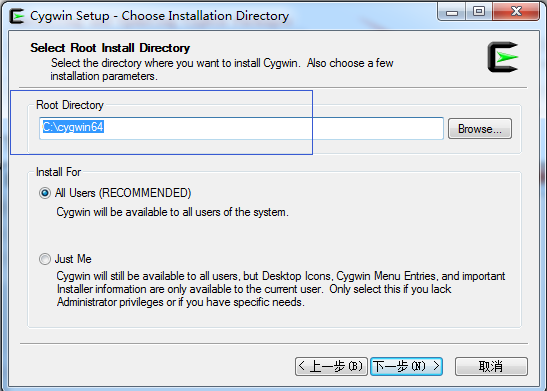 Cygwin Setup - Choose Installation Directory
Select Root Install Directory
Select the directory where you want to install Cygwin. Also choose a few
installation parameters.
Root Directory
C:\cygwin64
Browse...
Install For
All Users (RECOMMENDED)
Cygwin will be available to all users of the system.
Just Me
Cygwin will still be available to all users, but Desktop Icons, Cygwin Menu Entries, and important
Installer information are only available to the current user. Only select this if you lack
Administrator privileges or if you have specific needs.
< 上一步(B) 下一步(N) > 取消